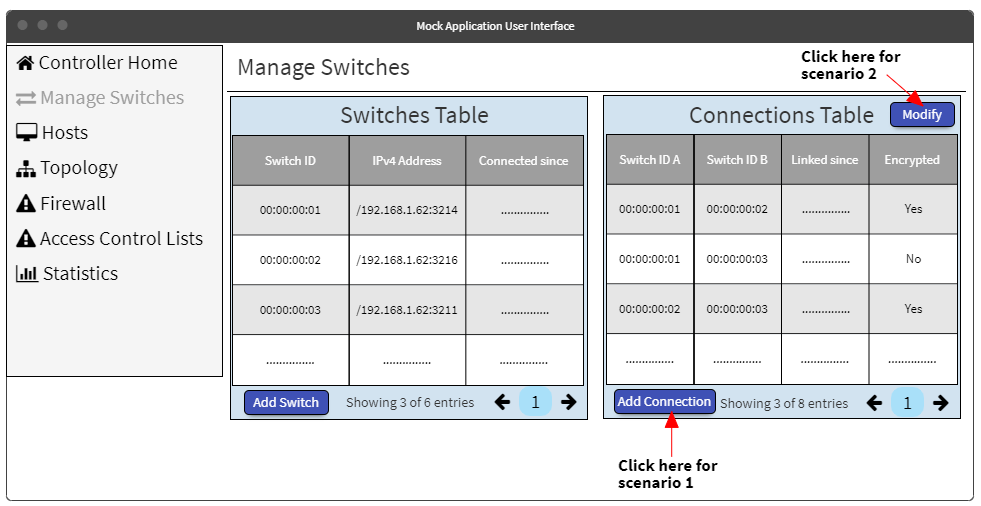 Mock Application User Interface
Click here for
scenario 2
Controller Home
Manage Switches
Hosts
Topology
Firewall
Access Control Lists
Statistics
Manage Switches
Switches Table
Switch ID IPv4 Address Connected since
00:00:00:01 /192.168.1.62:3214 ...............
00:00:00:02 /192.168.1.62:3216 ...............
00:00:00:03 /192.168.1.62:3211 ...............
............... ............... ...............
Add Switch Showing 3 of 6 entries 1
Connections Table Modify
Switch ID A Switch ID B Linked since Encrypted
00:00:00:01 00:00:00:02 ............... Yes
00:00:00:01 00:00:00:03 ............... No
00:00:00:02 00:00:00:03 ............... Yes
............... ............... ............... ...............
Add Connection Showing 3 of 8 entries 1
Click here for
scenario 1